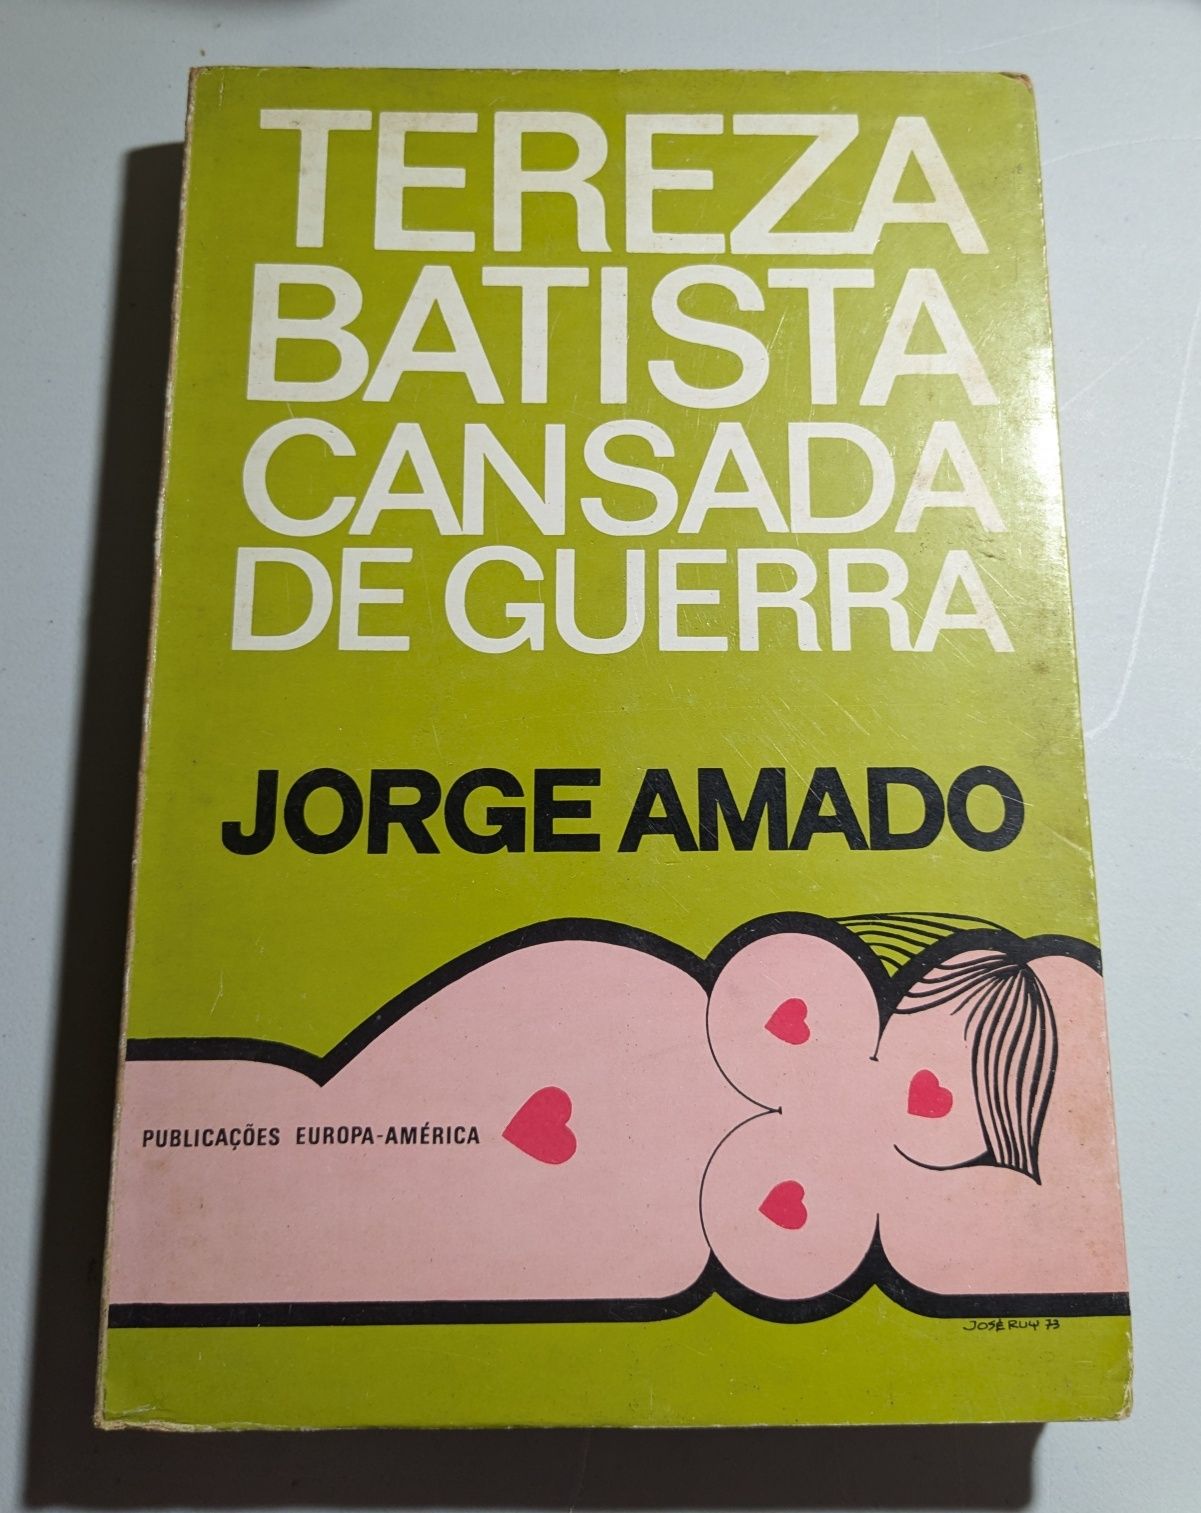 TEREZA
BATISTA
CANSADA
DE GUERRA
JORGE AMADO
PUBLICAÇÕES EUROPA-AMÉRICA
JOSÉ RUY 73